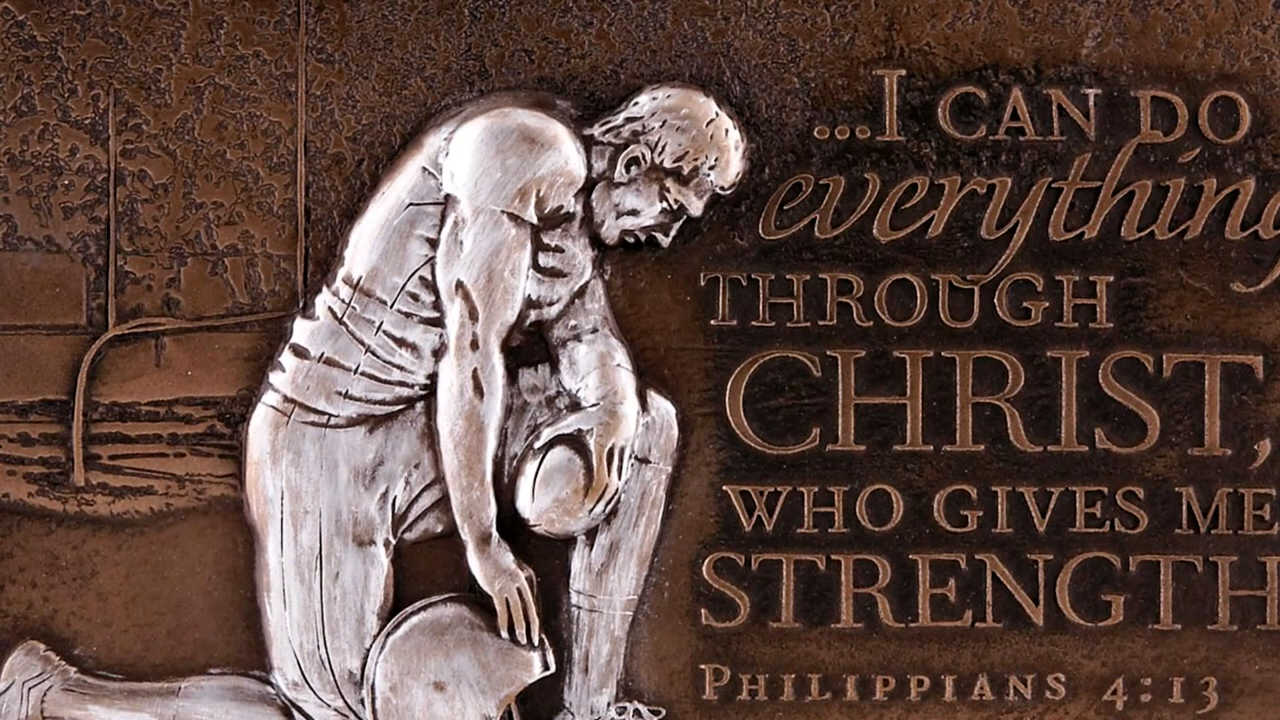 ...I CAN DO
everything
THROUGH
CHRIST,
WHO GIVES ME
STRENGTH
PHILIPPIANS 4:13